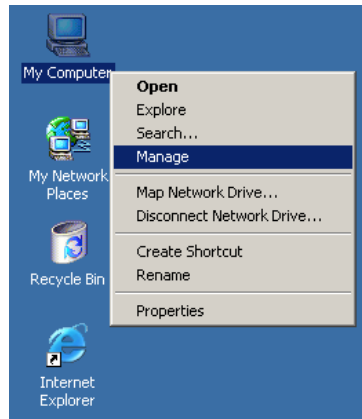 My Computer
Open
Explore
Search...
Manage
My Network
Places
Map Network Drive...
Disconnect Network Drive...
Create Shortcut
Recycle Bin
Rename
Properties
Internet
Explorer